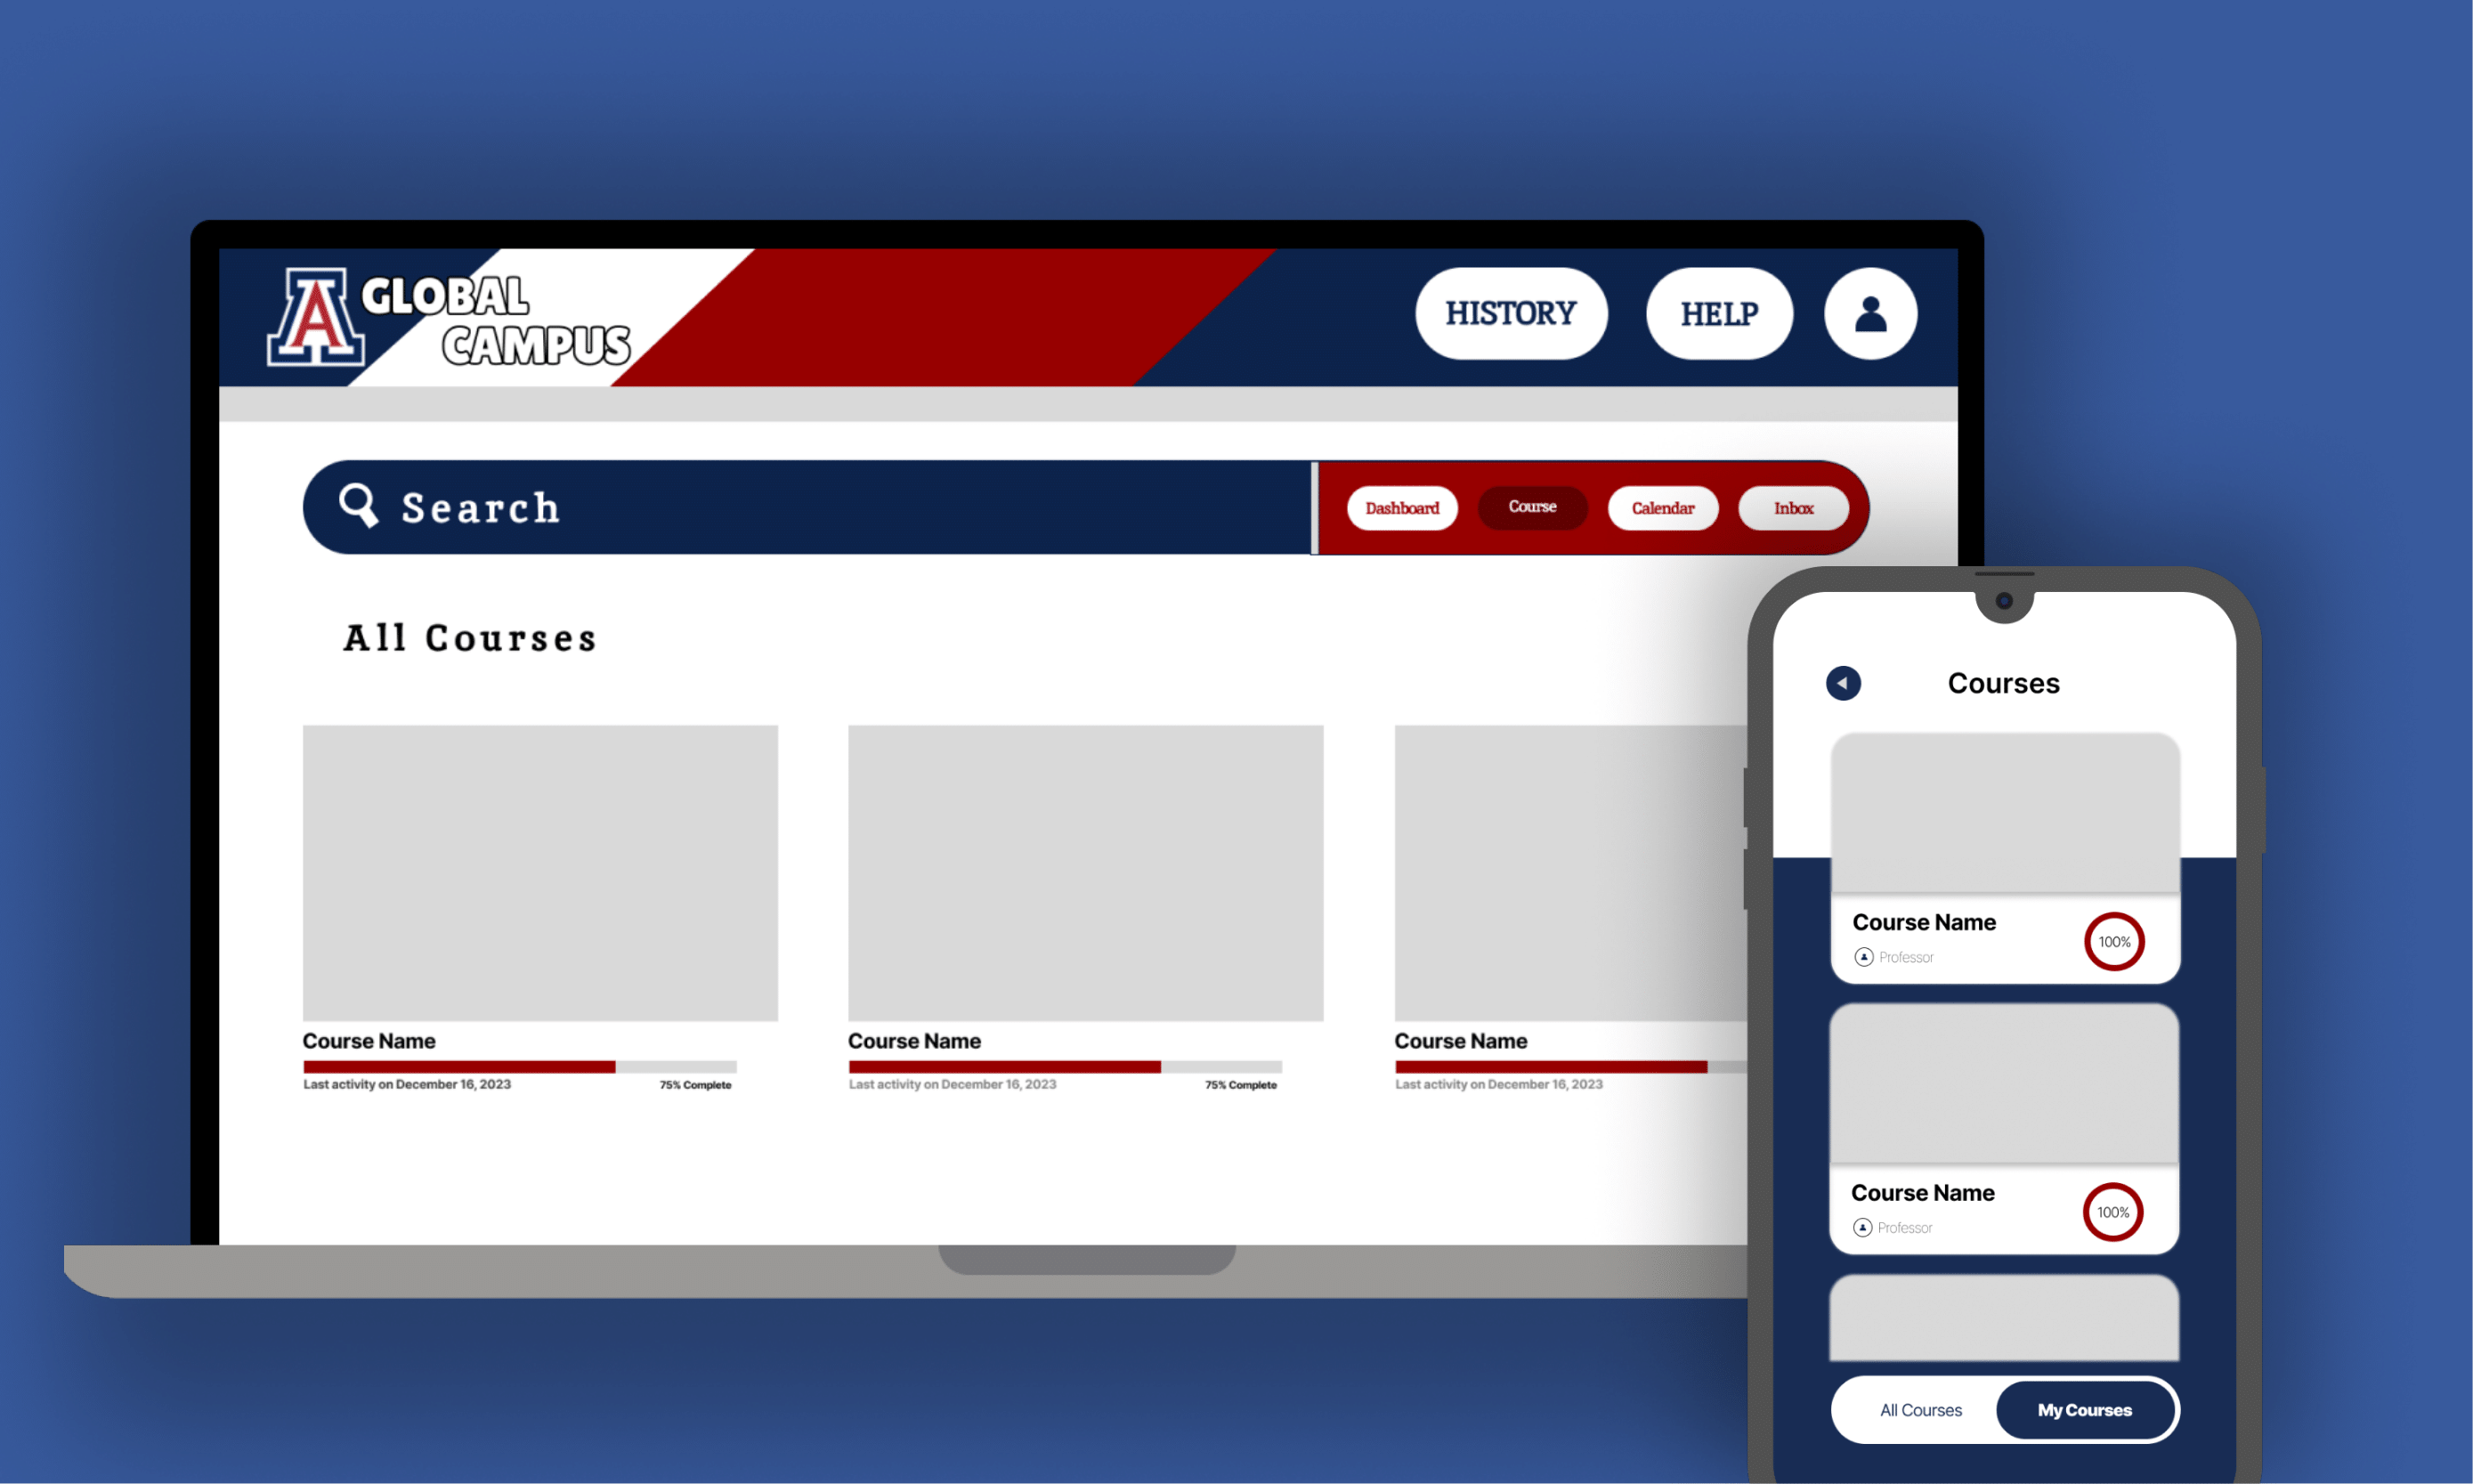 A GLOBAL
CAMPUS
HISTORY
HELP
Search
Dashboard
Course
Calendar
Inbox
All Courses
Course Name
Last activity on December 16, 2023
75% Complete
Course Name
Last activity on December 16, 2023
75% Complete
Course Name
Last activity on December 16, 2023
Courses
Course Name
Professor
100%
Course Name
Professor
100%
All Courses
My Courses